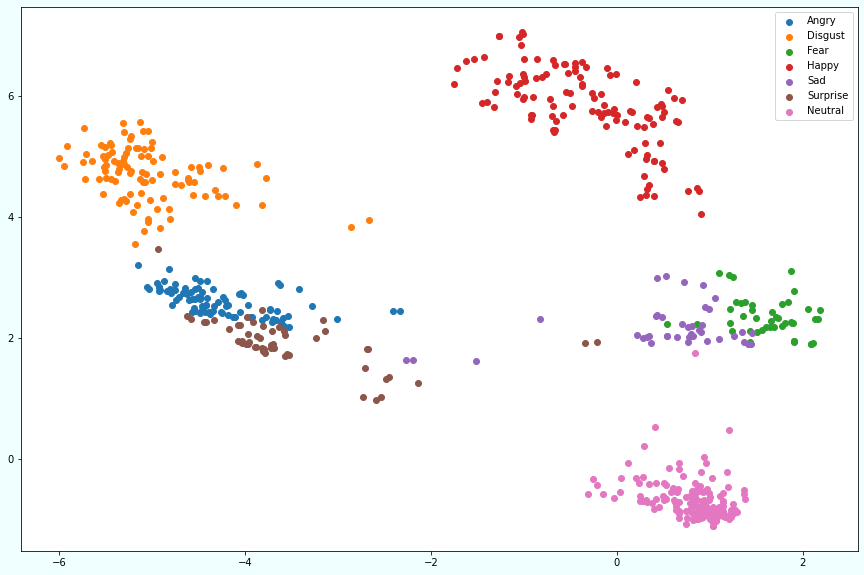 Angry
Disgust
Fear
Happy
Sad
Surprise
Neutral
6
4
2
0
−6
−4
−2
0
2